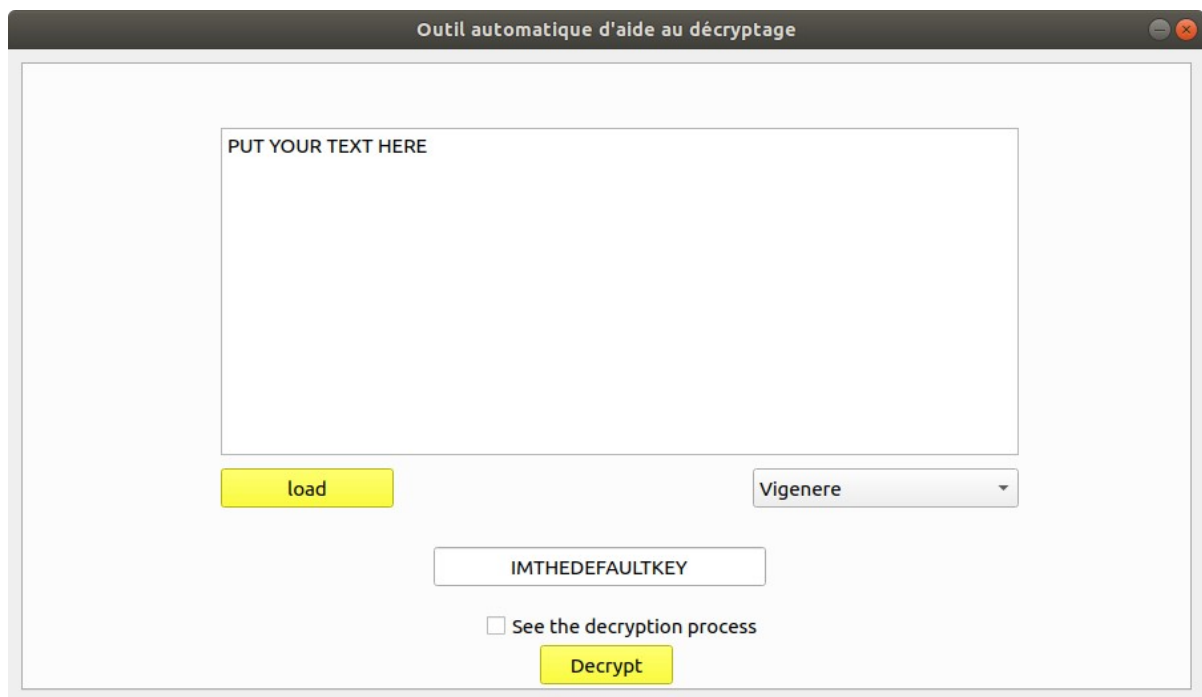 Outil automatique d'aide au décryptage
PUT YOUR TEXT HERE
load
Vigenere
IMTHEDEFAULTKEY
See the decryption process
Decrypt